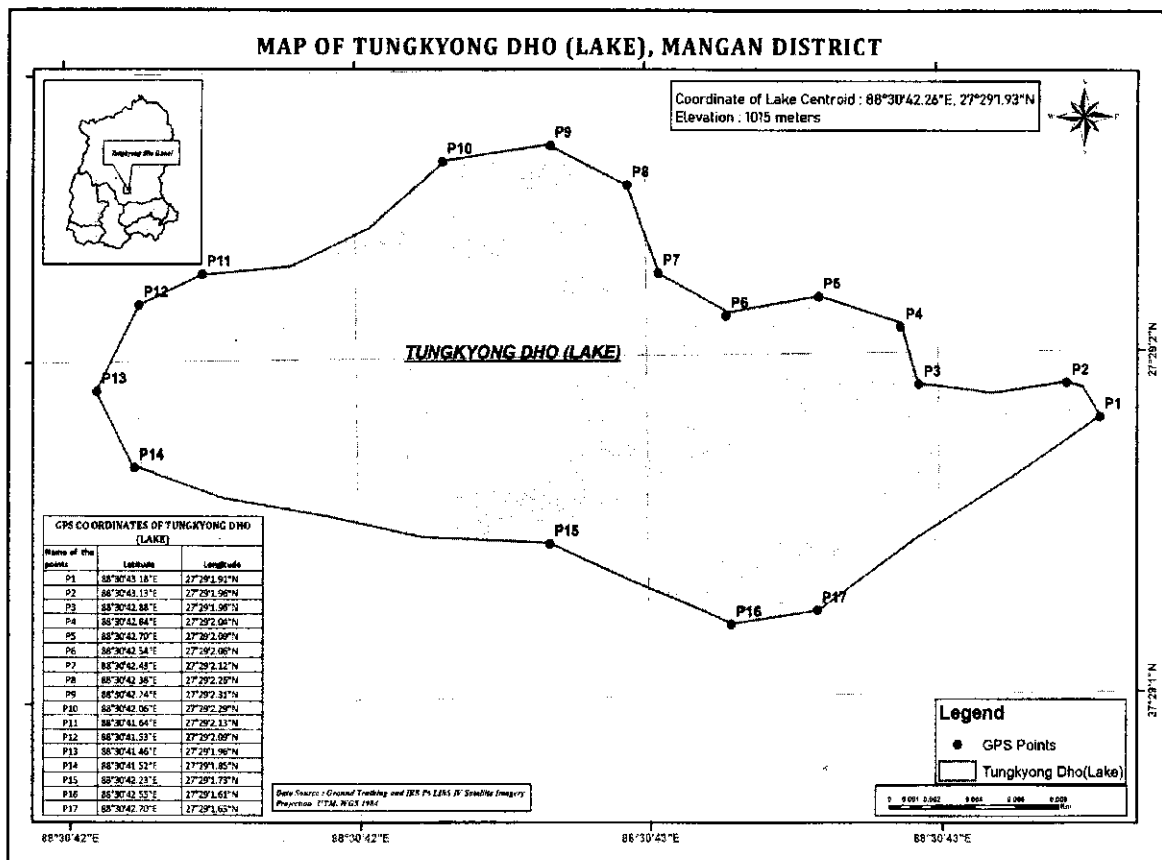 MAP OF TUNGKYONG DHO (LAKE), MANGAN DISTRICT
Coordinate of Lake Centroid : 88°30'42.26"E, 27°29'1.93"N
Elevation : 1015 meters
P9
P10
P8
P11
P7
P12
P5
P6
P4
TUNGKYONG DHO (LAKE)
P13
P3
P2
P1
P14
P15
P16
P17
27°29'2"N
27°29'1"N
GPS COORDINATES OF TUNGKYONG DHO
(LAKE)
Name of the
points Latitude Longitude
P1 88°30'43.18"E 27°29'1.91"N
P2 88°30'43.13"E 27°29'1.96"N
P3 88°30'42.88"E 27°29'1.96"N
P4 88°30'42.84"E 27°29'2.04"N
P5 88°30'42.70"E 27°29'2.09"N
P6 88°30'42.54"E 27°29'2.06"N
P7 88°30'42.43"E 27°29'2.12"N
P8 88°30'42.38"E 27°29'2.26"N
P9 88°30'42.24"E 27°29'2.31"N
P10 88°30'42.06"E 27°29'2.29"N
P11 88°30'41.64"E 27°29'2.13"N
P12 88°30'41.53"E 27°29'2.09"N
P13 88°30'41.46"E 27°29'1.96"N
P14 88°30'41.52"E 27°29'1.85"N
P15 88°30'42.23"E 27°29'1.73"N
P16 88°30'42.55"E 27°29'1.61"N
P17 88°30'42.70"E 27°29'1.63"N
Data Source : Ground Truthing and IRS P6 LISS IV Satellite Imagery
Projection UTM, WGS 1984
Legend
GPS Points
Tungkyong Dho(Lake)
88°30'42"E
88°30'42"E
88°30'43"E
88°30'43"E